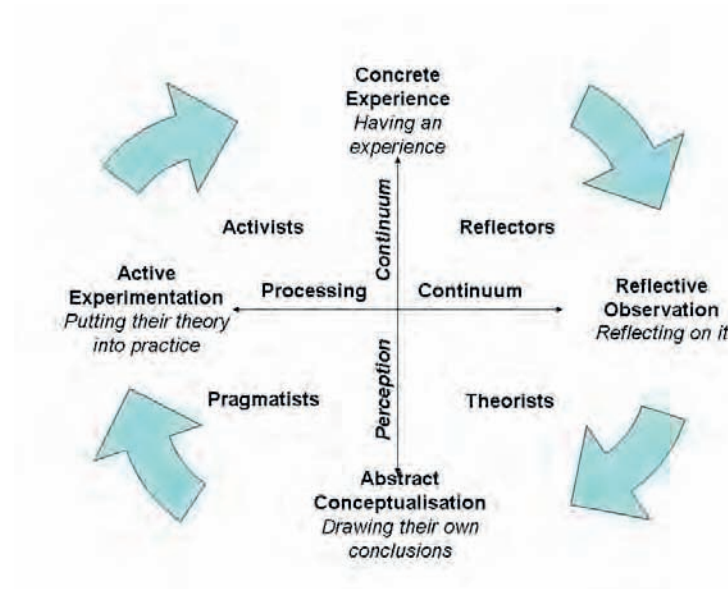 Concrete
Experience
Having an
experience
Continuum
Activists
Reflectors
Active
Experimentation
Putting their theory
into practice
Processing
Continuum
Reflective
Observation
Reflecting on it
Perception
Pragmatists
Theorists
Abstract
Conceptualisation
Drawing their own
conclusions